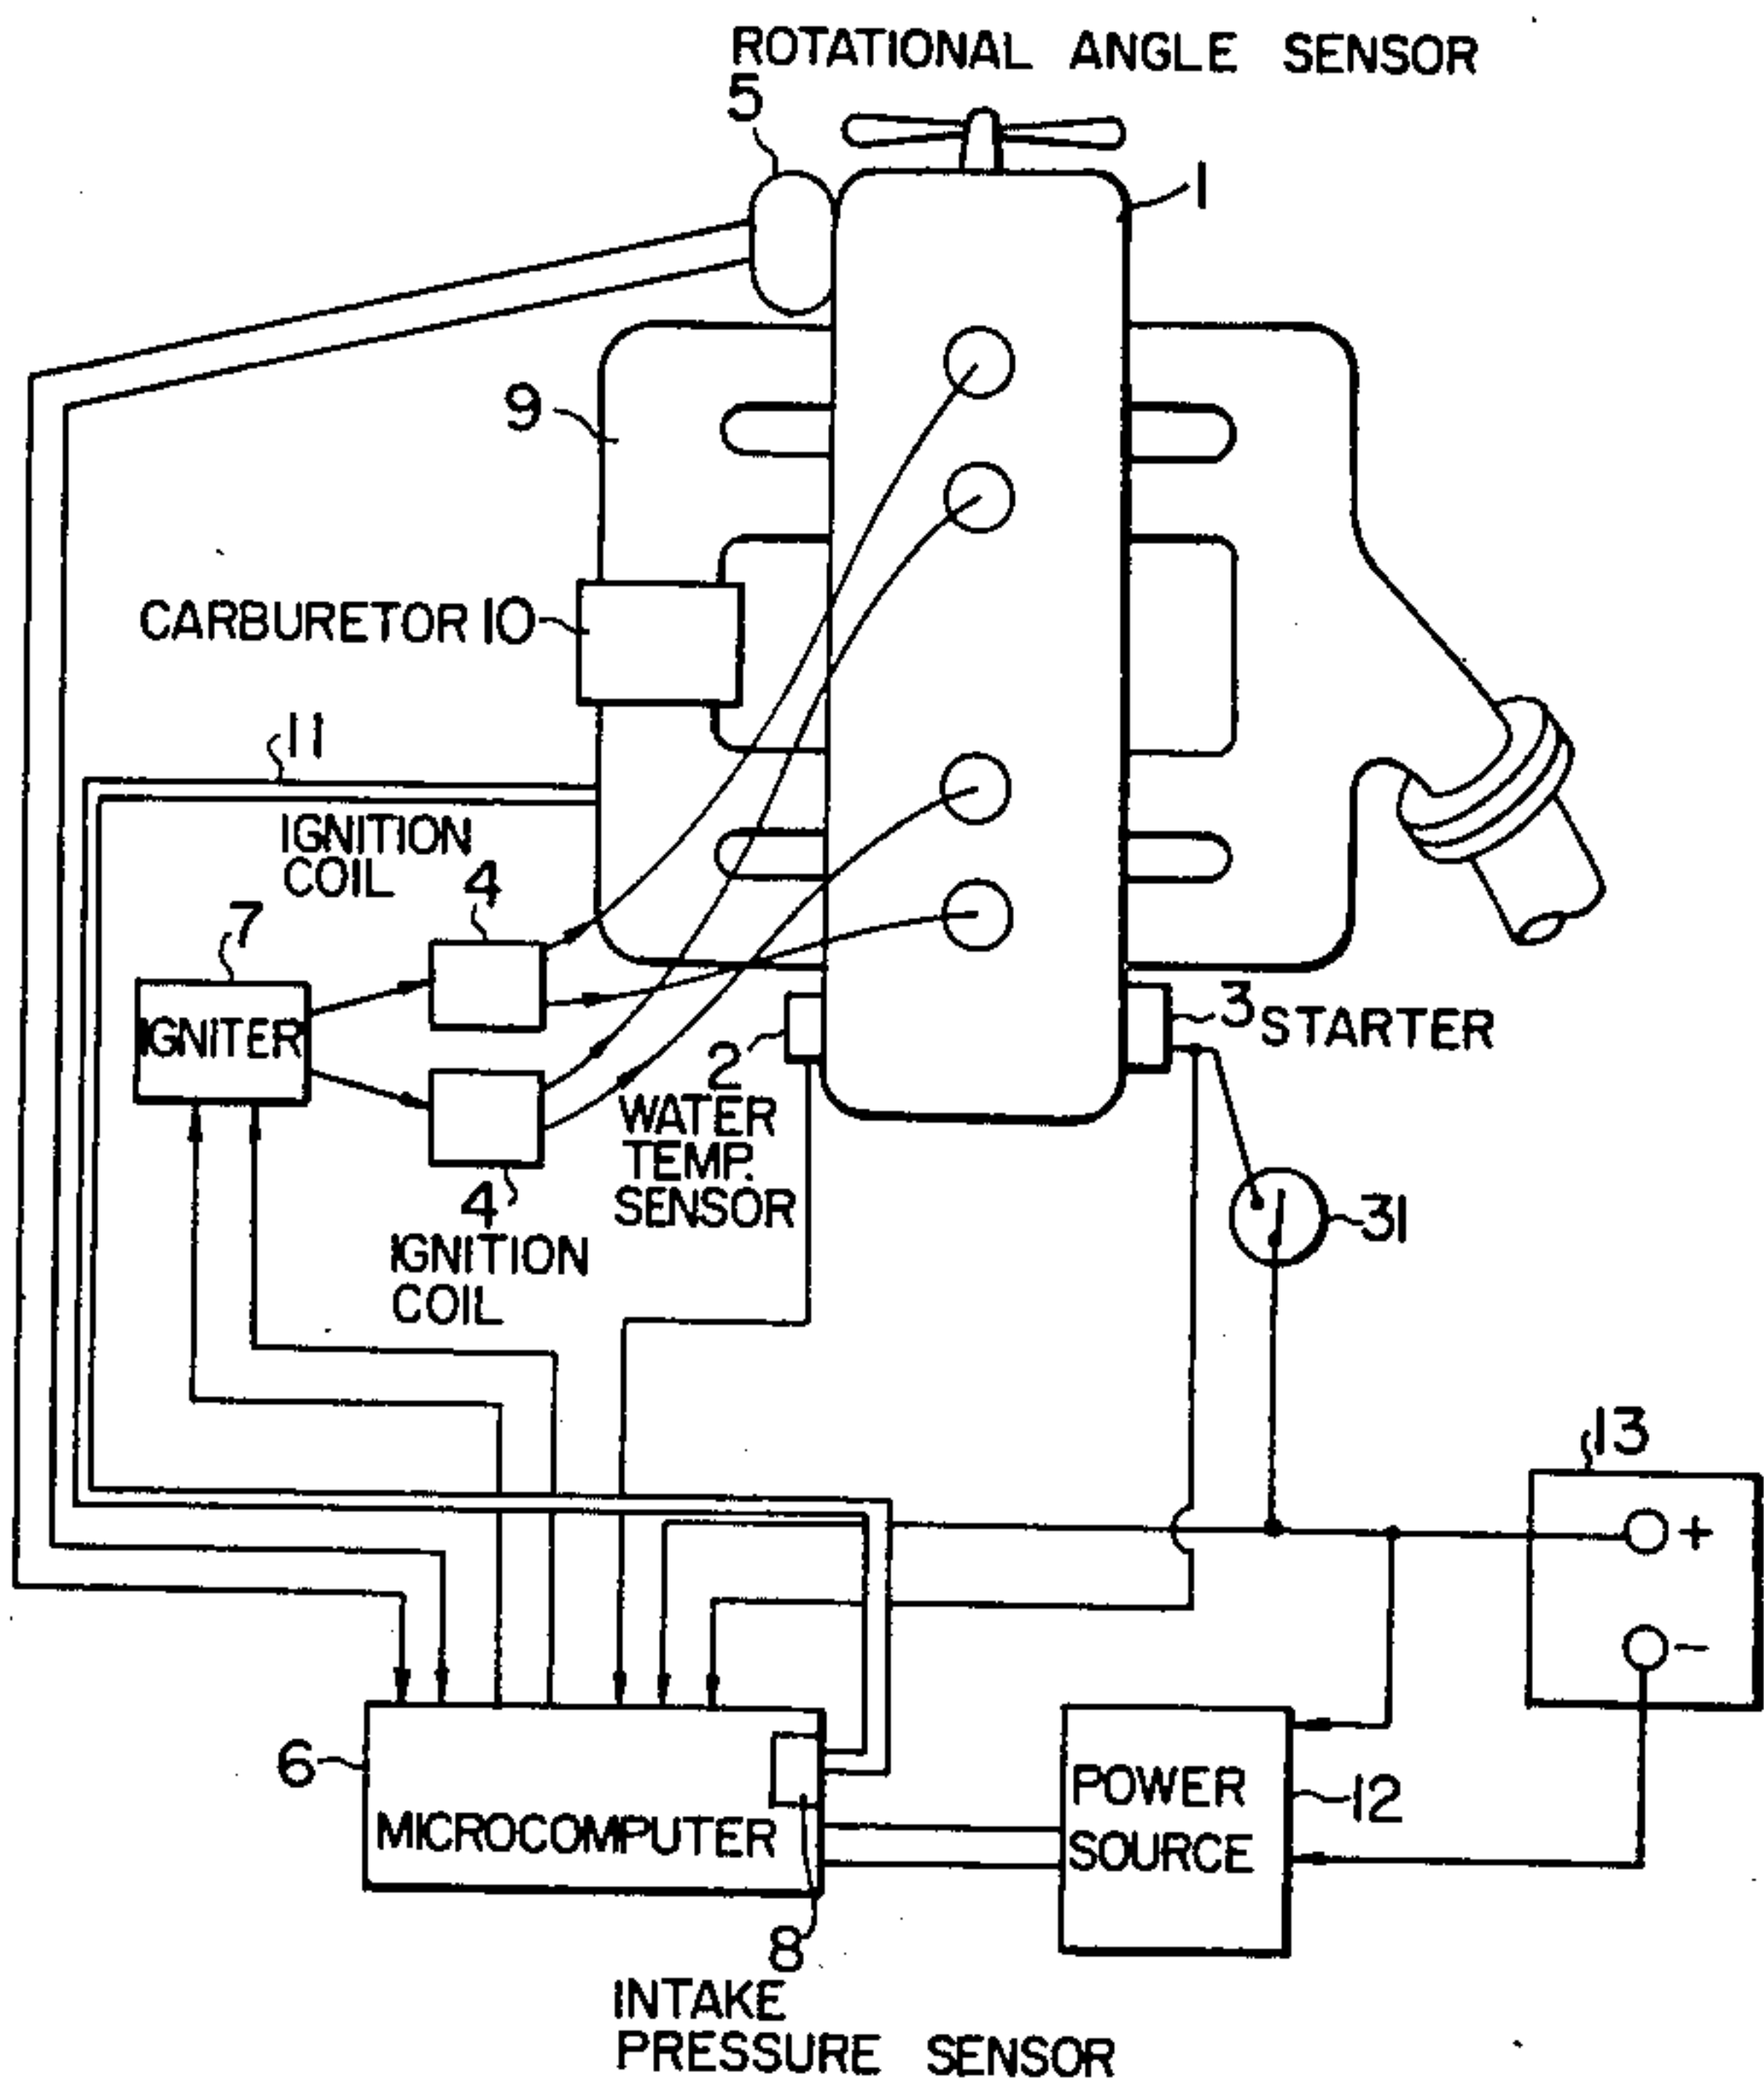 ROTATIONAL ANGLE SENSOR
5
1
9
CARBURETOR 10
11
IGNITION
COIL
4
7
IGNITER
3 STARTER
2
WATER
TEMP.
SENSOR
4
IGNITION
COIL
31
13
+
−
6
MICROCOMPUTER
POWER
SOURCE
12
8
INTAKE
PRESSURE SENSOR